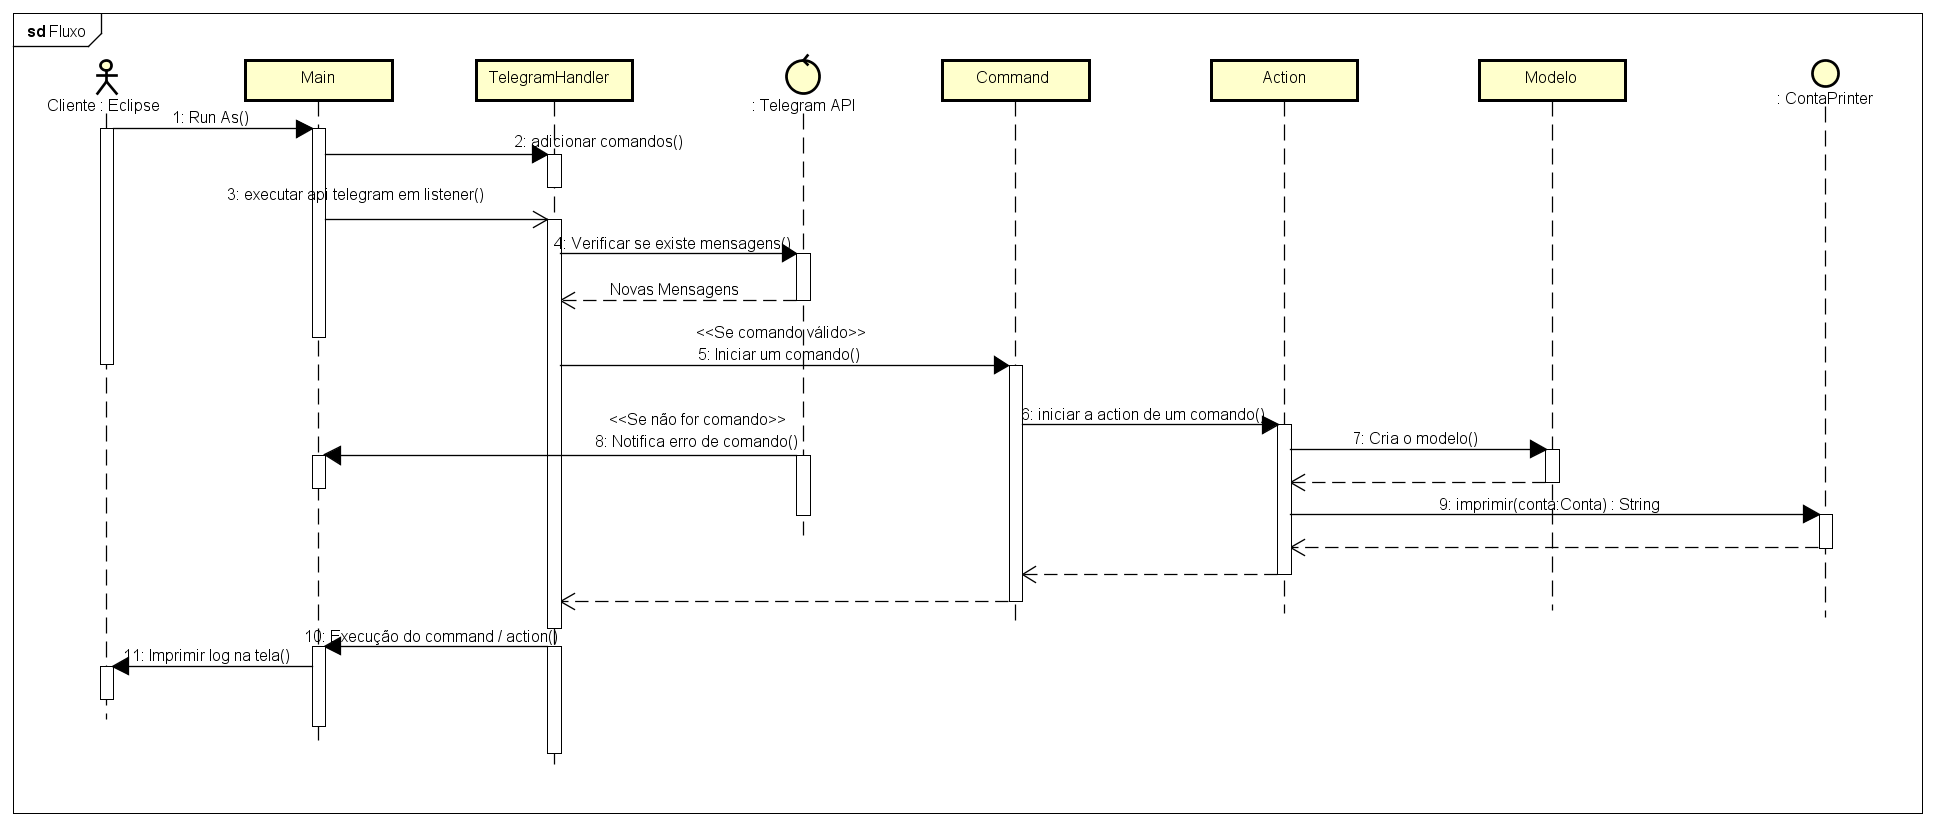 sd Fluxo
Cliente : Eclipse
Main
TelegramHandler
: Telegram API
Command
Action
Modelo
: ContaPrinter
1: Run As()
2: adicionar comandos()
3: executar api telegram em listener()
4: Verificar se existe mensagens()
Novas Mensagens
<<Se comando válido>>
5: Iniciar um comando()
6: iniciar a action de um comando()
<<Se não for comando>>
8: Notifica erro de comando()
7: Cria o modelo()
9: imprimir(conta:Conta) : String
10: Execução do command / action()
11: Imprimir log na tela()